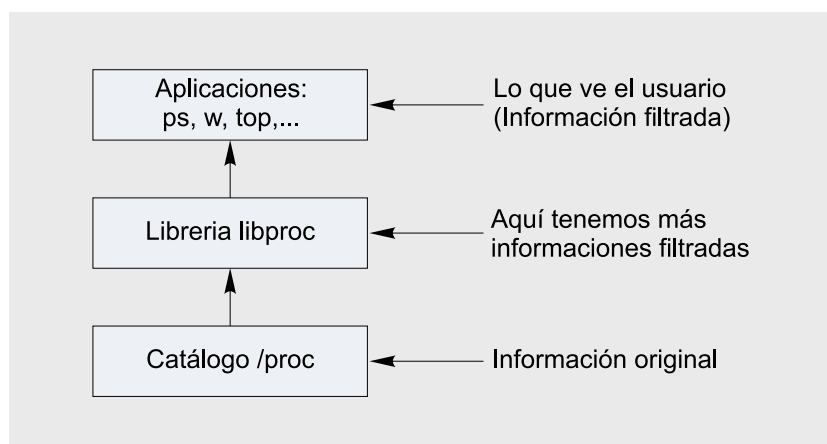 Aplicaciones:
ps, w, top,...
Lo que ve el usuario
(Información filtrada)
Libreria libproc
Aquí tenemos más
informaciones filtradas
Catálogo /proc
Información original